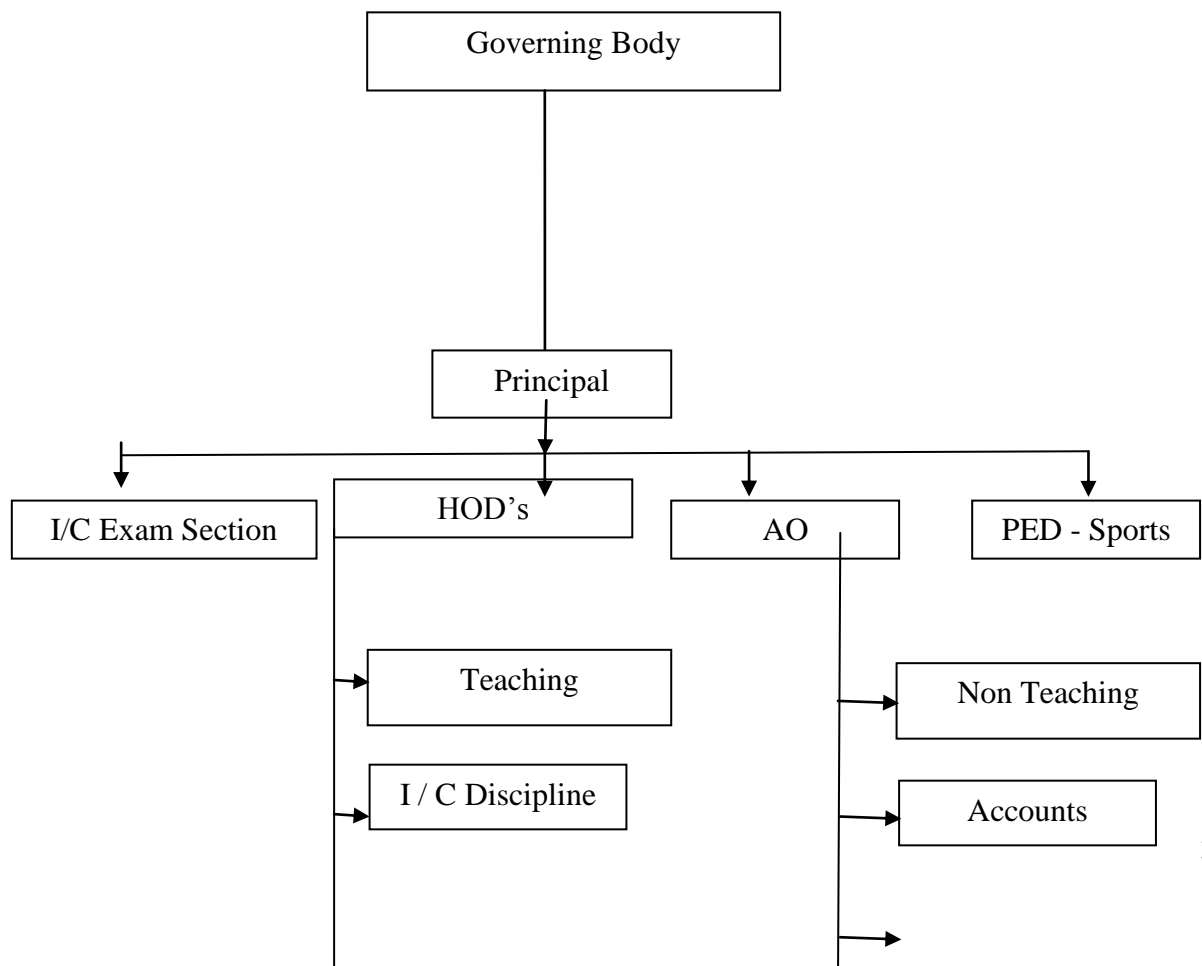 Governing Body
Principal
I/C Exam Section
HOD’s
AO
PED - Sports
Teaching
Non Teaching
I / C Discipline
Accounts